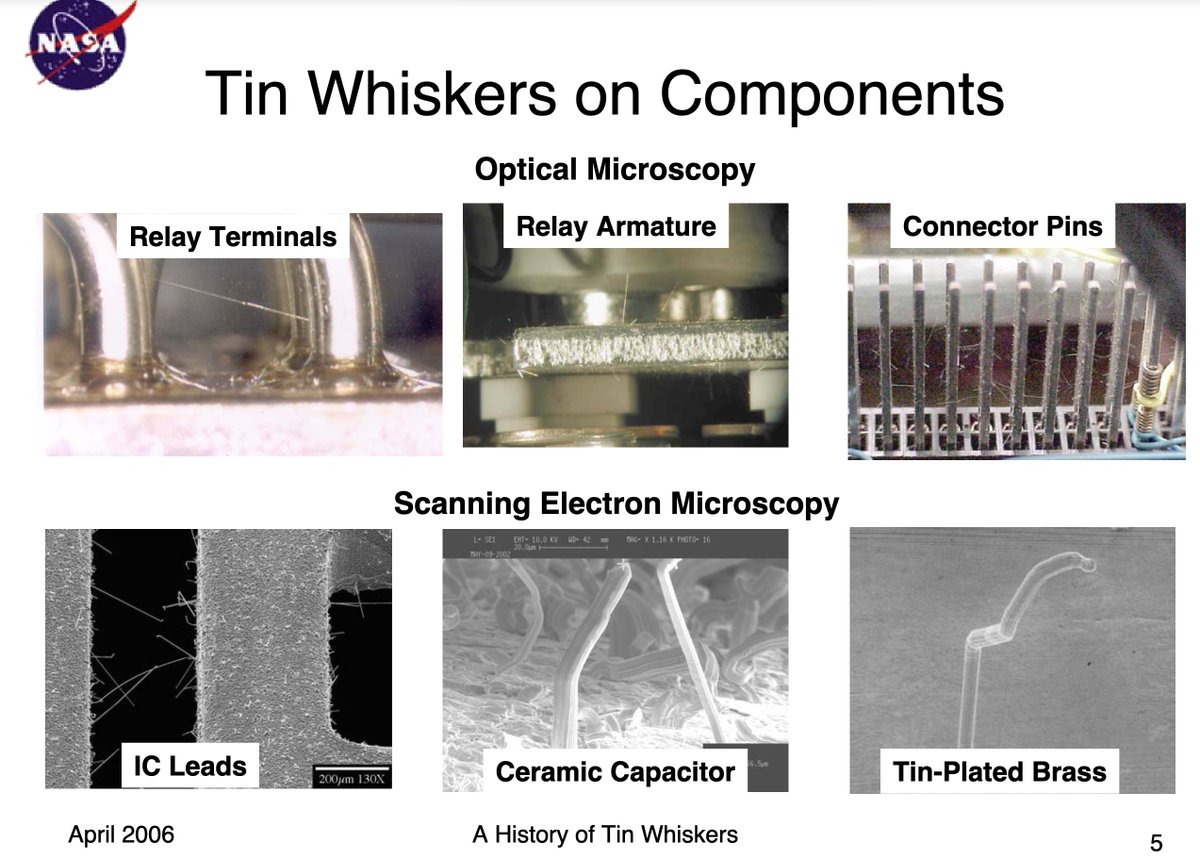 NASA
Tin Whiskers on Components
Optical Microscopy
Relay Terminals
Relay Armature
Connector Pins
Scanning Electron Microscopy
L= SE1 EHT= 10.0 KV WD= 42 mm MAG= X 1.16 K PHOTO= 16
20.0µm
MAY-09-2002
IC Leads
200µm 130X
Ceramic Capacitor
Tin-Plated Brass
April 2006
A History of Tin Whiskers
5